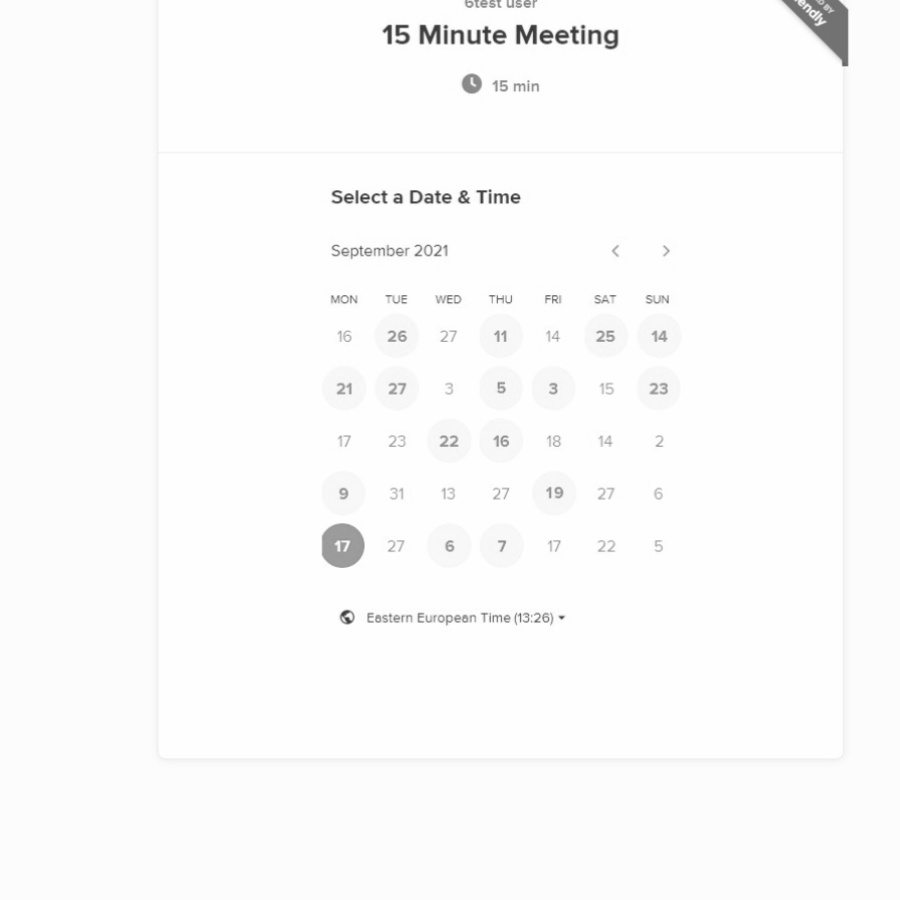 6test user
15 Minute Meeting
15 min
Select a Date & Time
September 2021
MON TUE WED THU FRI SAT SUN
16 26 27 11 14 25 14
21 27 3 5 3 15 23
17 23 22 16 18 14 2
9 31 13 27 19 27 6
17 27 6 7 17 22 5
Eastern European Time (13:26)